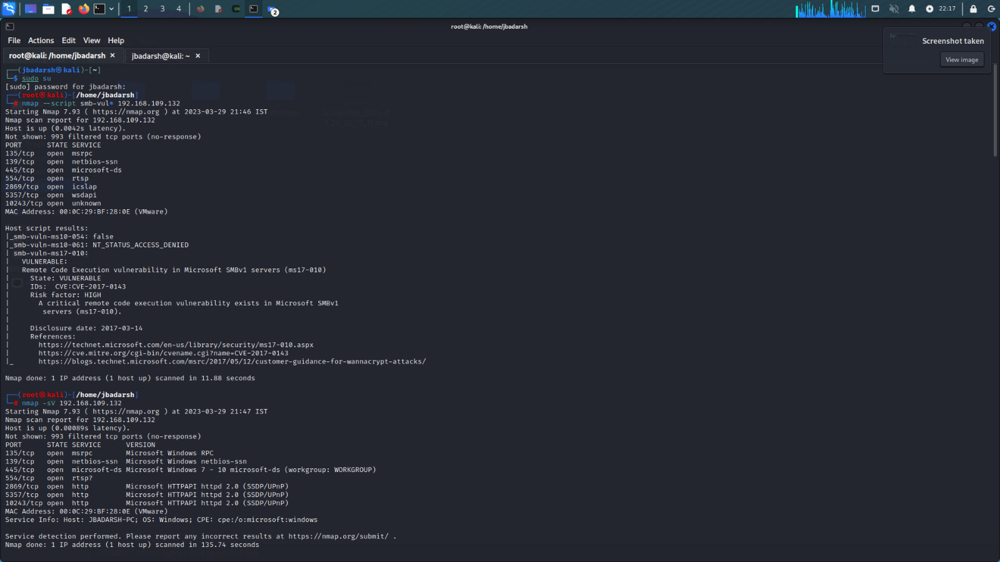 1 2 3 4
2
22:17
root@kali: /home/jbadarsh
File Actions Edit View Help
Screenshot taken
View image
root@kali: /home/jbadarsh × jbadarsh@kali: ~ ×
┌──(jbadarsh㉿kali)-[~]
└─$ sudo su
[sudo] password for jbadarsh:
┌──(root㉿kali)-[/home/jbadarsh]
└─# nmap --script smb-vul* 192.168.109.132
Starting Nmap 7.93 ( https://nmap.org ) at 2023-03-29 21:46 IST
Nmap scan report for 192.168.109.132
Host is up (0.0042s latency).
Not shown: 993 filtered tcp ports (no-response)
PORT      STATE SERVICE
135/tcp   open  msrpc
139/tcp   open  netbios-ssn
445/tcp   open  microsoft-ds
554/tcp   open  rtsp
2869/tcp  open  icslap
5357/tcp  open  wsdapi
10243/tcp open  unknown
MAC Address: 00:0C:29:BF:28:0E (VMware)
Host script results:
|_smb-vuln-ms10-054: false
|_smb-vuln-ms10-061: NT_STATUS_ACCESS_DENIED
| smb-vuln-ms17-010:
|   VULNERABLE:
|   Remote Code Execution vulnerability in Microsoft SMBv1 servers (ms17-010)
|     State: VULNERABLE
|     IDs:  CVE:CVE-2017-0143
|     Risk factor: HIGH
|       A critical remote code execution vulnerability exists in Microsoft SMBv1
|        servers (ms17-010).
|
|     Disclosure date: 2017-03-14
|     References:
|       https://technet.microsoft.com/en-us/library/security/ms17-010.aspx
|       https://cve.mitre.org/cgi-bin/cvename.cgi?name=CVE-2017-0143
|_      https://blogs.technet.microsoft.com/msrc/2017/05/12/customer-guidance-for-wannacrypt-attacks/
Nmap done: 1 IP address (1 host up) scanned in 11.88 seconds
┌──(root㉿kali)-[/home/jbadarsh]
└─# nmap -sV 192.168.109.132
Starting Nmap 7.93 ( https://nmap.org ) at 2023-03-29 21:47 IST
Nmap scan report for 192.168.109.132
Host is up (0.00089s latency).
Not shown: 993 filtered tcp ports (no-response)
PORT      STATE SERVICE      VERSION
135/tcp   open  msrpc        Microsoft Windows RPC
139/tcp   open  netbios-ssn  Microsoft Windows netbios-ssn
445/tcp   open  microsoft-ds Microsoft Windows 7 - 10 microsoft-ds (workgroup: WORKGROUP)
554/tcp   open  rtsp?
2869/tcp  open  http         Microsoft HTTPAPI httpd 2.0 (SSDP/UPnP)
5357/tcp  open  http         Microsoft HTTPAPI httpd 2.0 (SSDP/UPnP)
10243/tcp open  http         Microsoft HTTPAPI httpd 2.0 (SSDP/UPnP)
MAC Address: 00:0C:29:BF:28:0E (VMware)
Service Info: Host: JBADARSH-PC; OS: Windows; CPE: cpe:/o:microsoft:windows
Service detection performed. Please report any incorrect results at https://nmap.org/submit/ .
Nmap done: 1 IP address (1 host up) scanned in 135.74 seconds